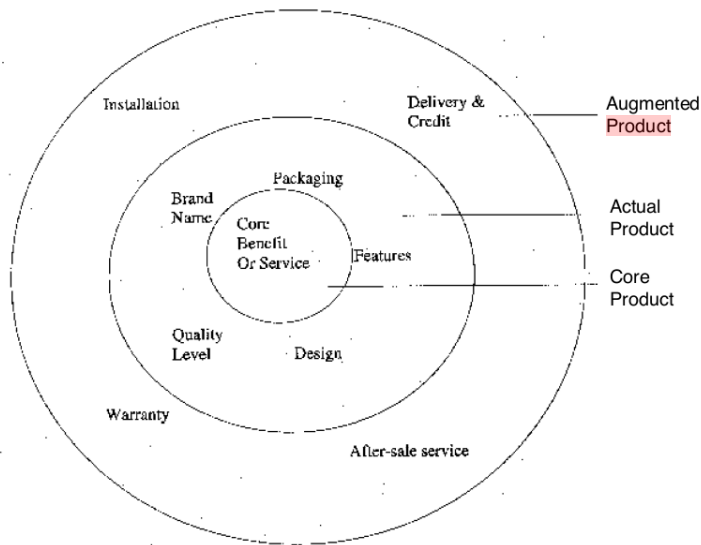 Installation
Delivery &
Credit
Augmented
Product
Packaging
Brand
Name
Core
Benefit
Or Service
Features
Actual
Product
Core
Product
Quality
Level
Design
Warranty
After-sale service